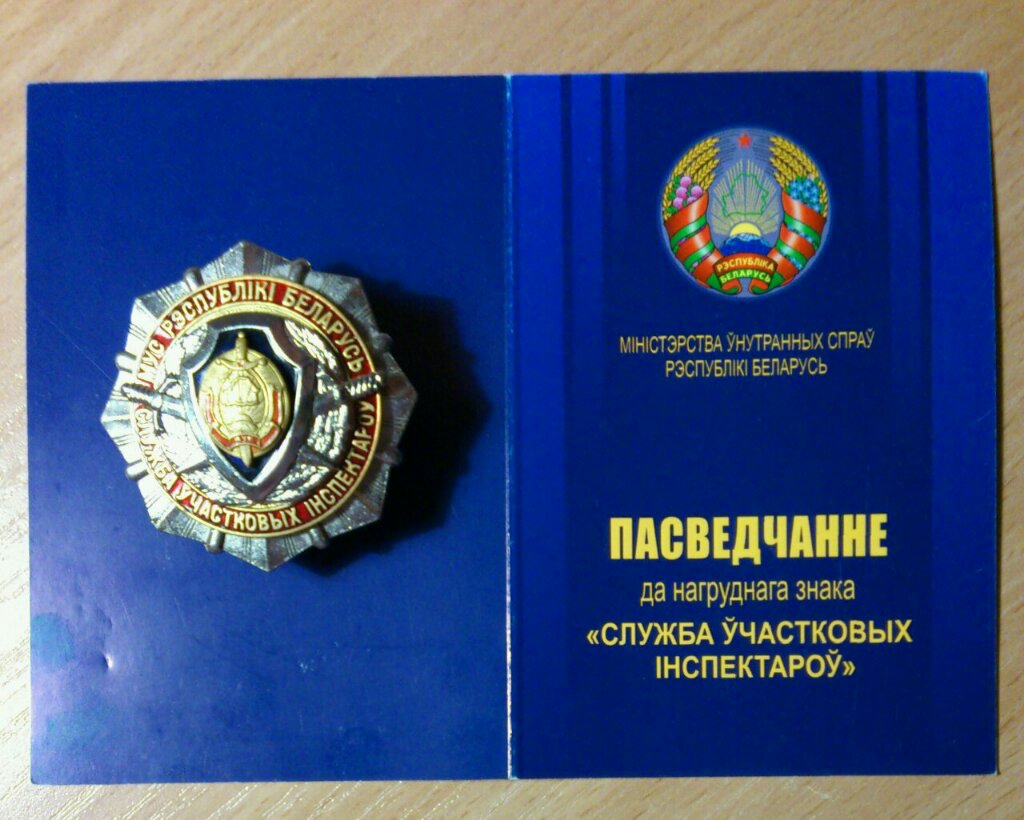 МУС РЭСПУБЛІКІ БЕЛАРУСЬ
СЛУЖБА УЧАСТКОВЫХ ІНСПЕКТАРОЎ
РЭСПУБЛІКА
БЕЛАРУСЬ
МІНІСТЭРСТВА ЎНУТРАННЫХ СПРАЎ
РЭСПУБЛІКІ БЕЛАРУСЬ
ПАСВЕДЧАННЕ
да нагруднага знака
«СЛУЖБА ЎЧАСТКОВЫХ
ІНСПЕКТАРОЎ»